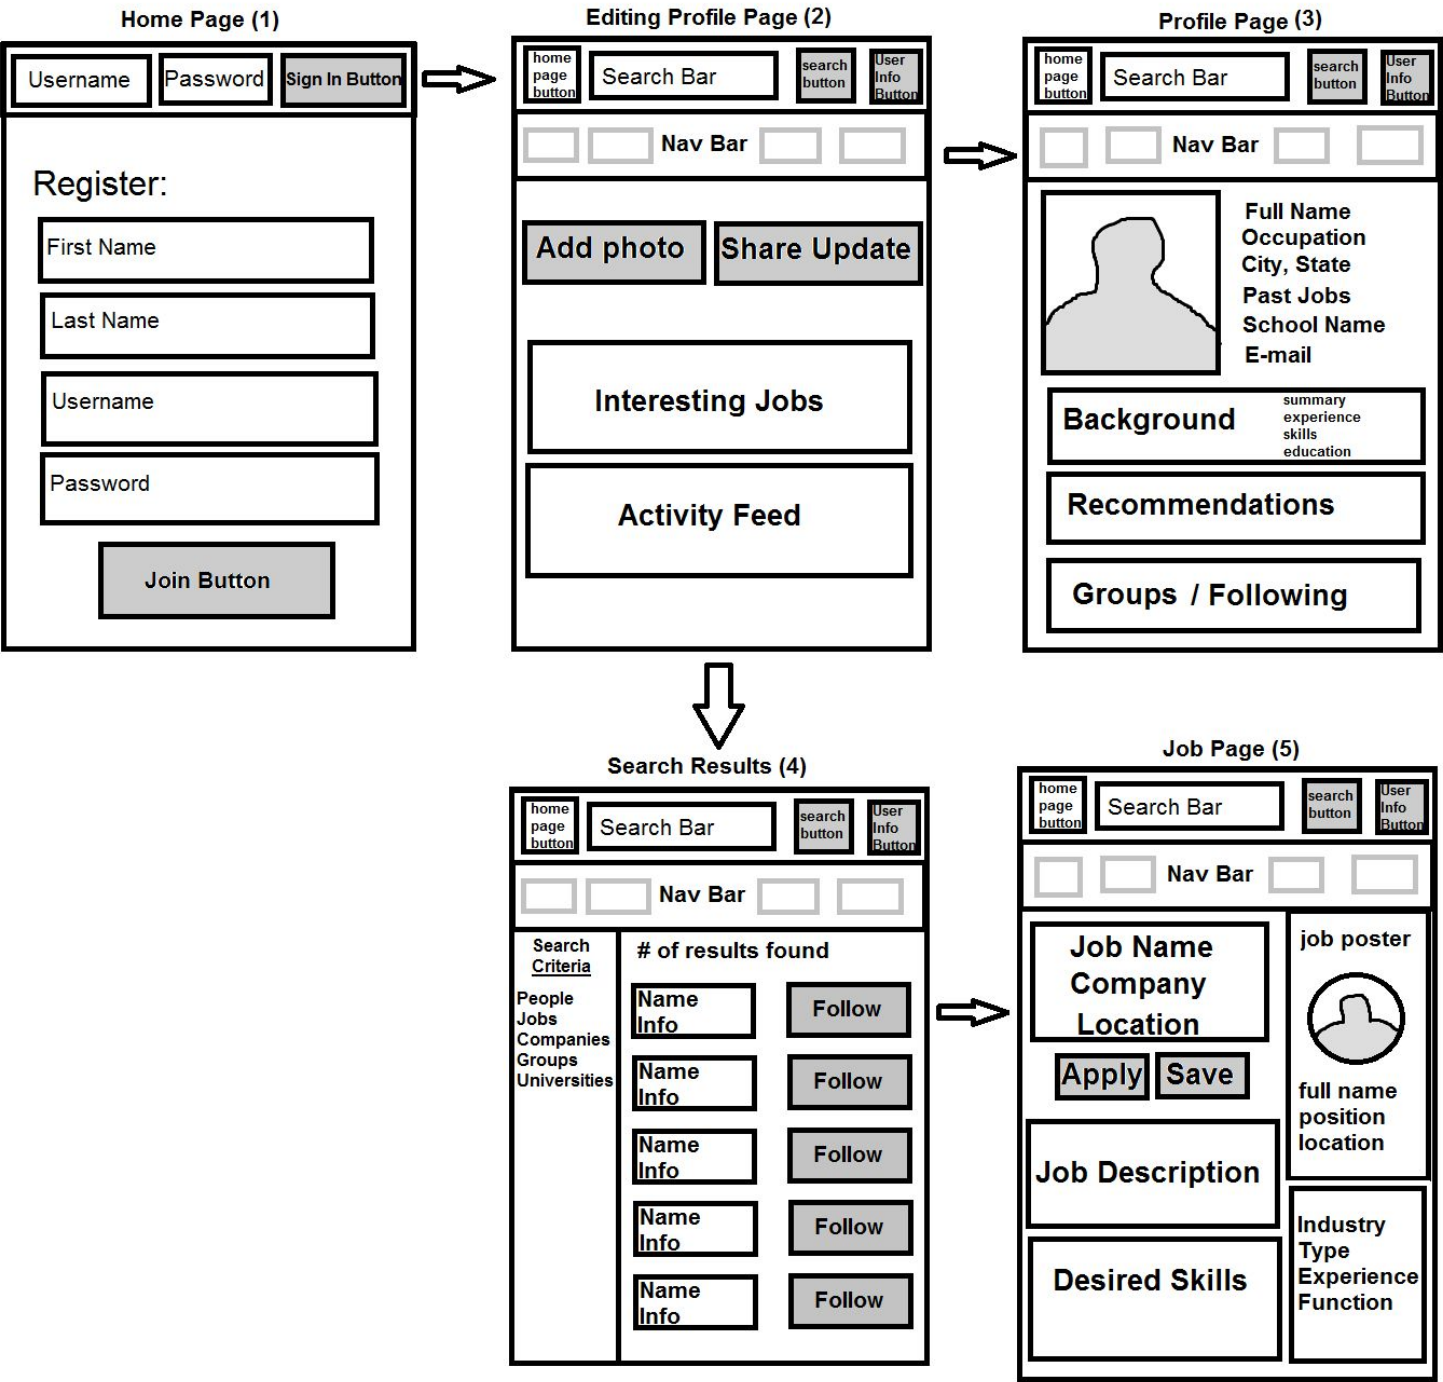 Home Page (1)
Username
Password
Sign In Button
Register:
First Name
Last Name
Username
Password
Join Button
Editing Profile Page (2)
home
page
button
Search Bar
search
button
User
Info
Button
Nav Bar
Add photo
Share Update
Interesting Jobs
Activity Feed
Profile Page (3)
home
page
button
Search Bar
search
button
User
Info
Button
Nav Bar
Full Name
Occupation
City, State
Past Jobs
School Name
E-mail
Background
summary
experience
skills
education
Recommendations
Groups / Following
Search Results (4)
home
page
button
Search Bar
search
button
User
Info
Button
Nav Bar
Search
Criteria
People
Jobs
Companies
Groups
Universities
# of results found
Name
Info
Follow
Name
Info
Follow
Name
Info
Follow
Name
Info
Follow
Name
Info
Follow
Job Page (5)
home
page
button
Search Bar
search
button
User
Info
Button
Nav Bar
Job Name
Company
Location
Apply
Save
Job Description
Desired Skills
job poster
full name
position
location
Industry
Type
Experience
Function